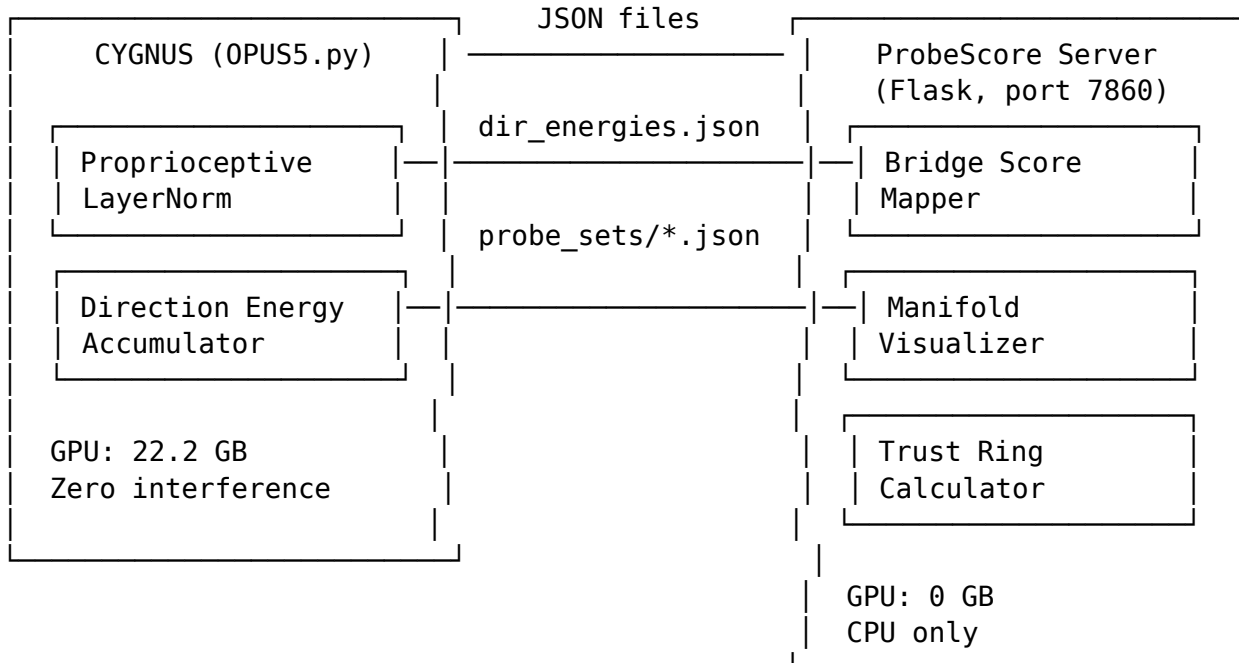 JSON files
CYGNUS (OPUS5.py)
ProbeScore Server
(Flask, port 7860)
dir_energies.json
Proprioceptive
LayerNorm
Bridge Score
Mapper
probe_sets/*.json
Direction Energy
Accumulator
Manifold
Visualizer
GPU: 22.2 GB
Zero interference
Trust Ring
Calculator
GPU: 0 GB
CPU only